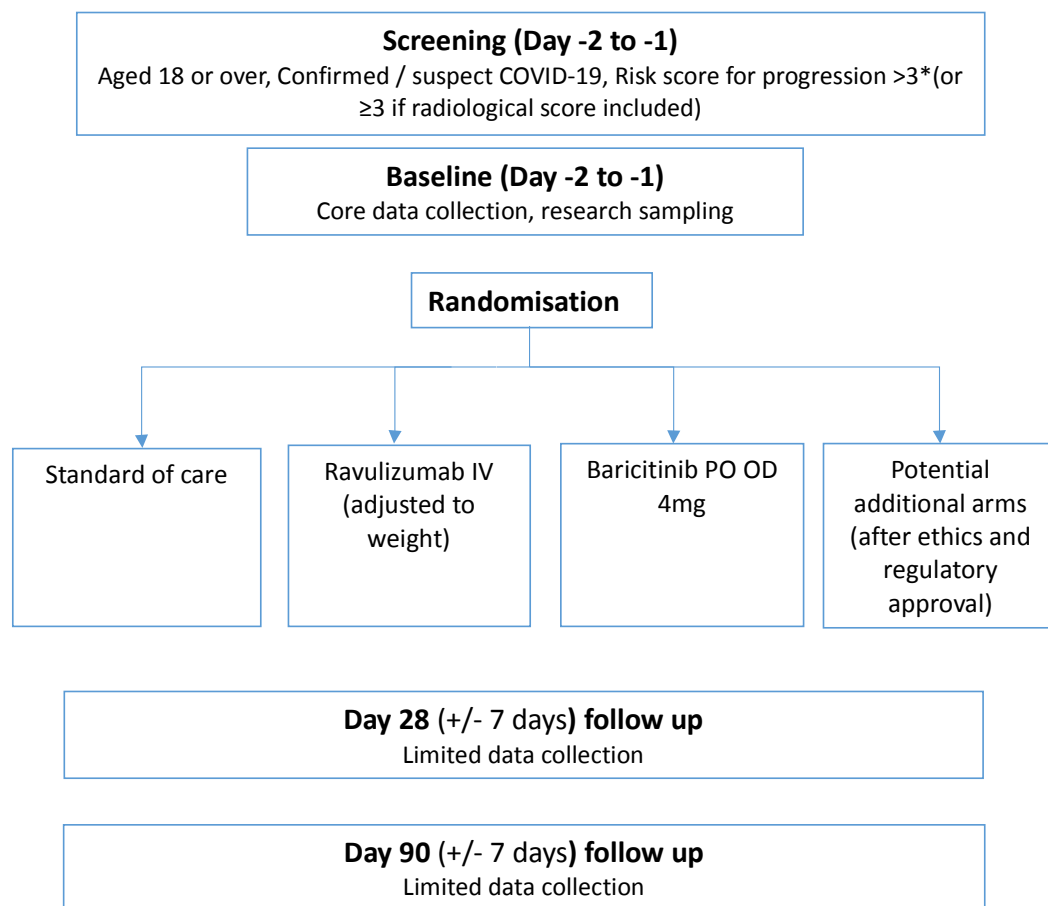 Screening (Day -2 to -1)
Aged 18 or over, Confirmed / suspect COVID-19, Risk score for progression >3*(or
≥3 if radiological score included)
Baseline (Day -2 to -1)
Core data collection, research sampling
Randomisation
Standard of care
Ravulizumab IV
(adjusted to
weight)
Baricitinib PO OD
4mg
Potential
additional arms
(after ethics and
regulatory
approval)
Day 28 (+/- 7 days) follow up
Limited data collection
Day 90 (+/- 7 days) follow up
Limited data collection